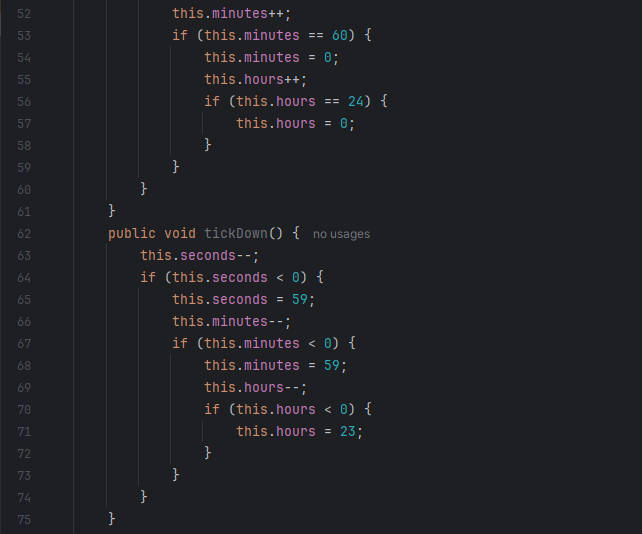 52 this.minutes++;
53 if (this.minutes == 60) {
54 this.minutes = 0;
55 this.hours++;
56 if (this.hours == 24) {
57 this.hours = 0;
58 }
59 }
60 }
61 }
62 public void tickDown() { no usages
63 this.seconds--;
64 if (this.seconds < 0) {
65 this.seconds = 59;
66 this.minutes--;
67 if (this.minutes < 0) {
68 this.minutes = 59;
69 this.hours--;
70 if (this.hours < 0) {
71 this.hours = 23;
72 }
73 }
74 }
75 }